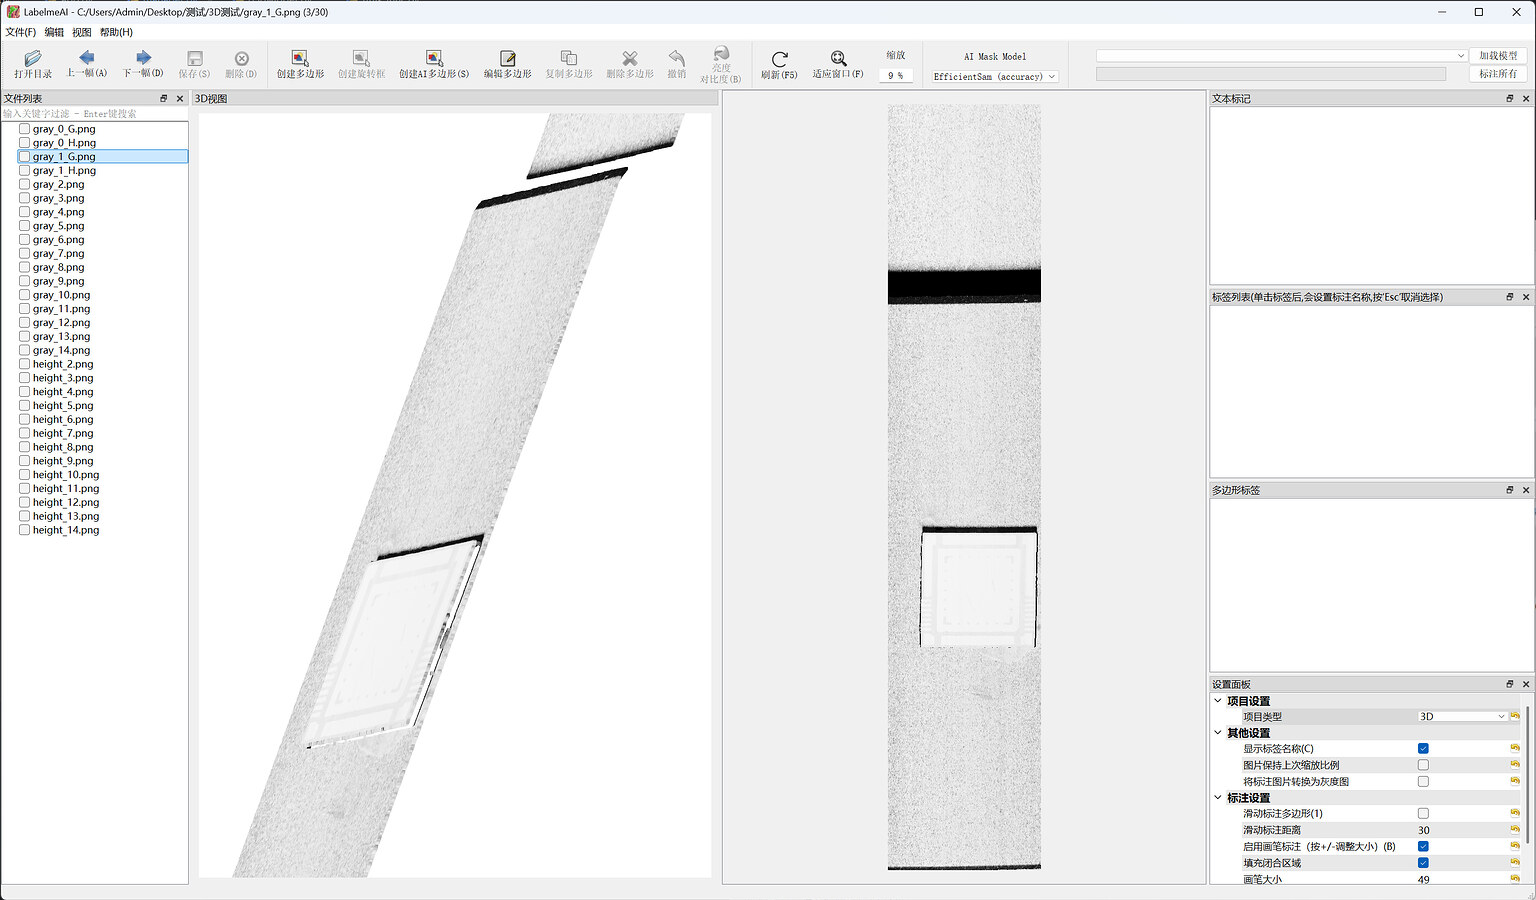 LabelmeAI - C:/Users/Admin/Desktop/测试/3D测试/gray_1_G.png (3/30)
文件(F) 编辑 视图 帮助(H)
打开目录 上一幅(A) 下一幅(D) 保存(S) 删除(D) 创建多边形 创建旋转框 创建AI多边形(S) 编辑多边形 复制多边形 删除多边形 撤销 亮度对比度(B) 刷新(F5) 适应窗口(F)
缩放
9 %
AI Mask Model
EfficientSam (accuracy)
加载模型
标注所有
文件列表
输入关键字过滤 - Enter键搜索
gray_0_G.png
gray_0_H.png
gray_1_G.png
gray_1_H.png
gray_2.png
gray_3.png
gray_4.png
gray_5.png
gray_6.png
gray_7.png
gray_8.png
gray_9.png
gray_10.png
gray_11.png
gray_12.png
gray_13.png
gray_14.png
height_2.png
height_3.png
height_4.png
height_5.png
height_6.png
height_7.png
height_8.png
height_9.png
height_10.png
height_11.png
height_12.png
height_13.png
height_14.png
3D视图
文本标记
标签列表(单击标签后,会设置标注名称,按'Esc'取消选择)
多边形标签
设置面板
项目设置
项目类型 3D
其他设置
显示标签名称(C)
图片保持上次缩放比例
将标注图片转换为灰度图
标注设置
滑动标注多边形(1)
滑动标注距离 30
启用画笔标注（按+/-调整大小）(B)
填充闭合区域
画笔大小 49